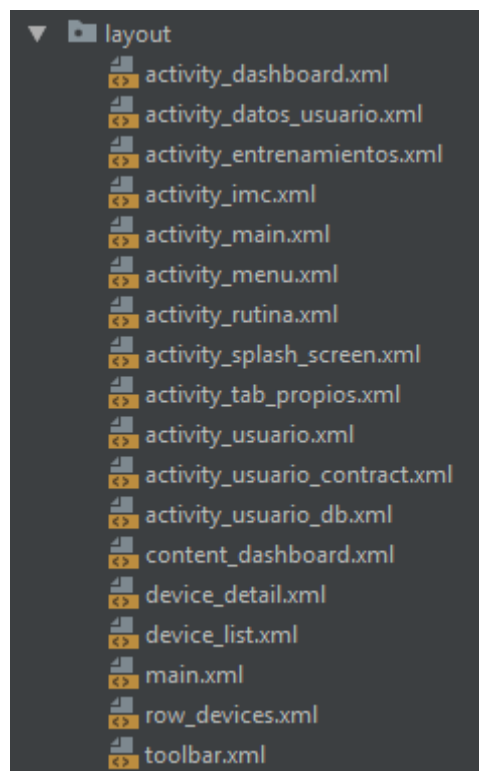 layout
activity_dashboard.xml
activity_datos_usuario.xml
activity_entrenamientos.xml
activity_imc.xml
activity_main.xml
activity_menu.xml
activity_rutina.xml
activity_splash_screen.xml
activity_tab_propios.xml
activity_usuario.xml
activity_usuario_contract.xml
activity_usuario_db.xml
content_dashboard.xml
device_detail.xml
device_list.xml
main.xml
row_devices.xml
toolbar.xml